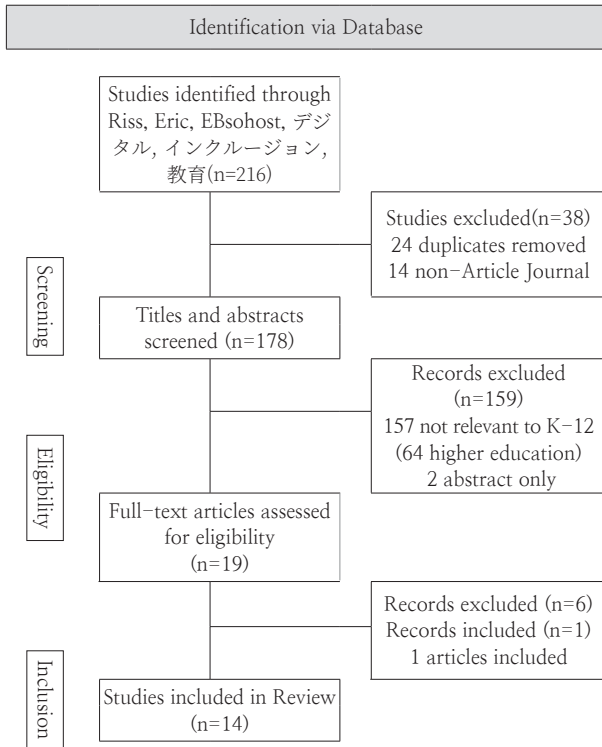 Identification via Database
Studies identified through
Riss, Eric, EBsohost, デジ
タル, インクルージョン,
教育(n=216)
Studies excluded(n=38)
24 duplicates removed
14 non-Article Journal
Screening
Titles and abstracts
screened (n=178)
Records excluded
(n=159)
157 not relevant to K-12
(64 higher education)
2 abstract only
Eligibility
Full-text articles assessed
for eligibility
(n=19)
Records excluded (n=6)
Records included (n=1)
1 articles included
Inclusion
Studies included in Review
(n=14)